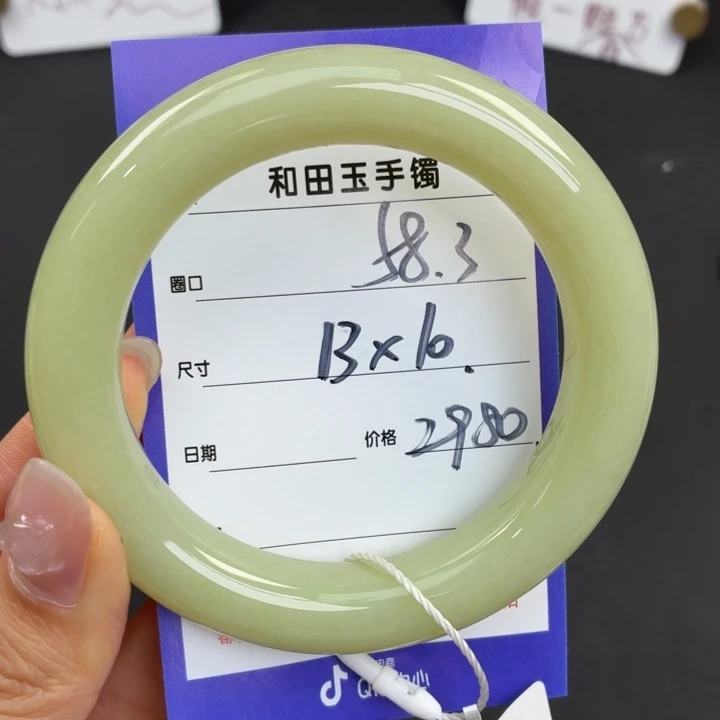 和田玉手镯
圈口 58.3
尺寸 13×10.
日期 价格 2980